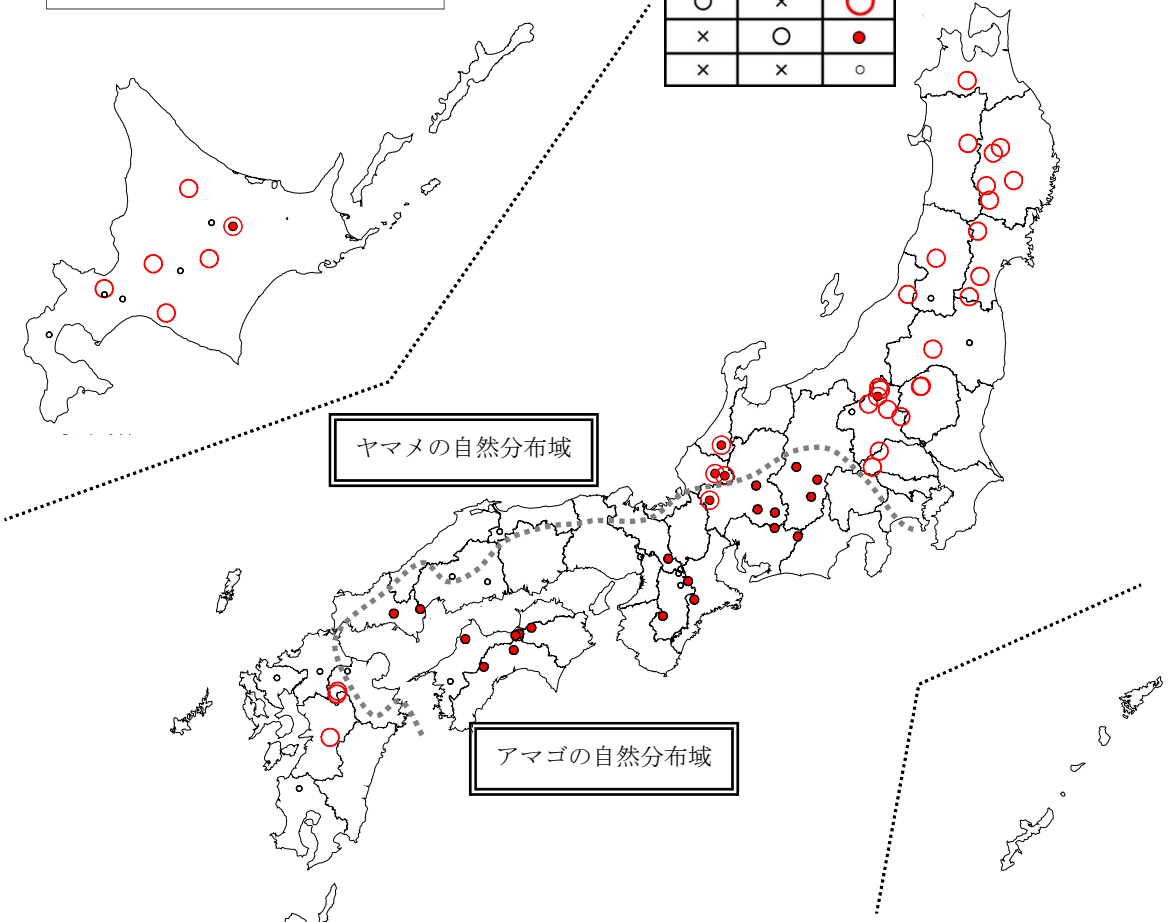 ○ × ○
× ○ ●
× × ○
ヤマメの自然分布域
アマゴの自然分布域